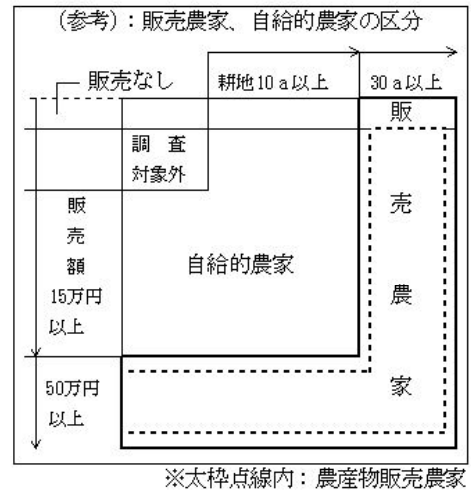 (参考):販売農家、自給的農家の区分
販売なし
耕地10a以上
30a以上
調 査
対象外
販
売
額
15万円
以上
50万円
以上
自給的農家
販
売
農
家
※太枠点線内:農産物販売農家